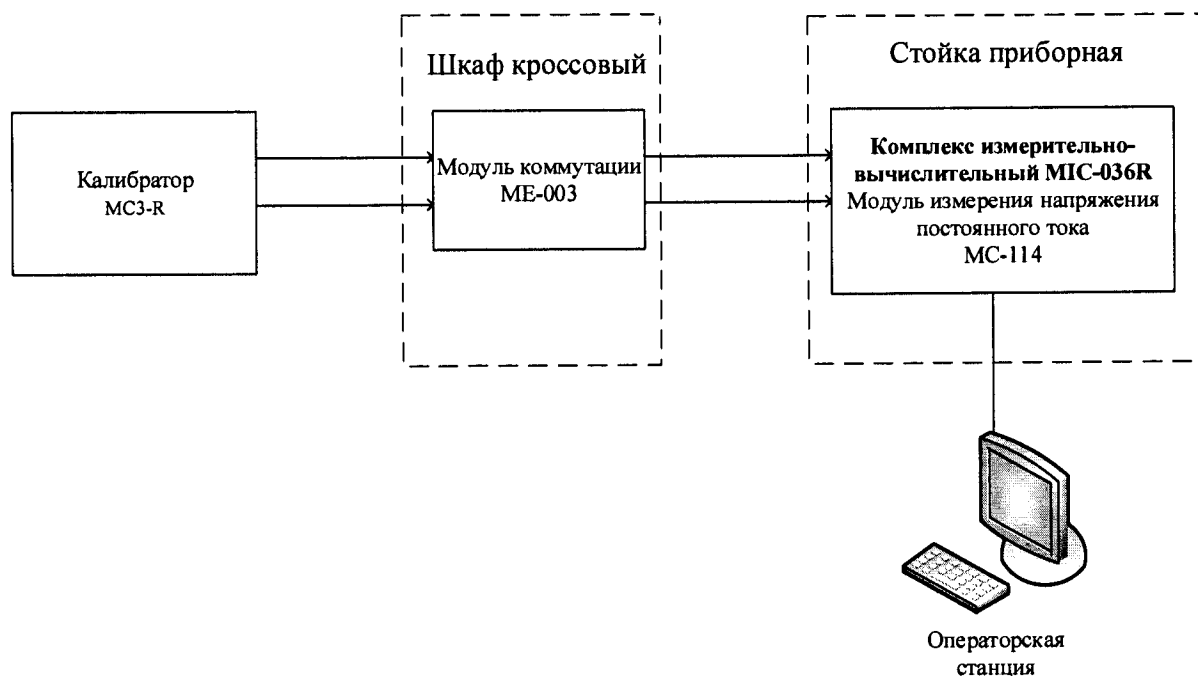 Шкаф кроссовый
Стойка приборная
Калибратор
МС3-R
Модуль коммутации
МЕ-003
Комплекс измерительно-
вычислительный MIC-036R
Модуль измерения напряжения
постоянного тока
МС-114
Операторская
станция